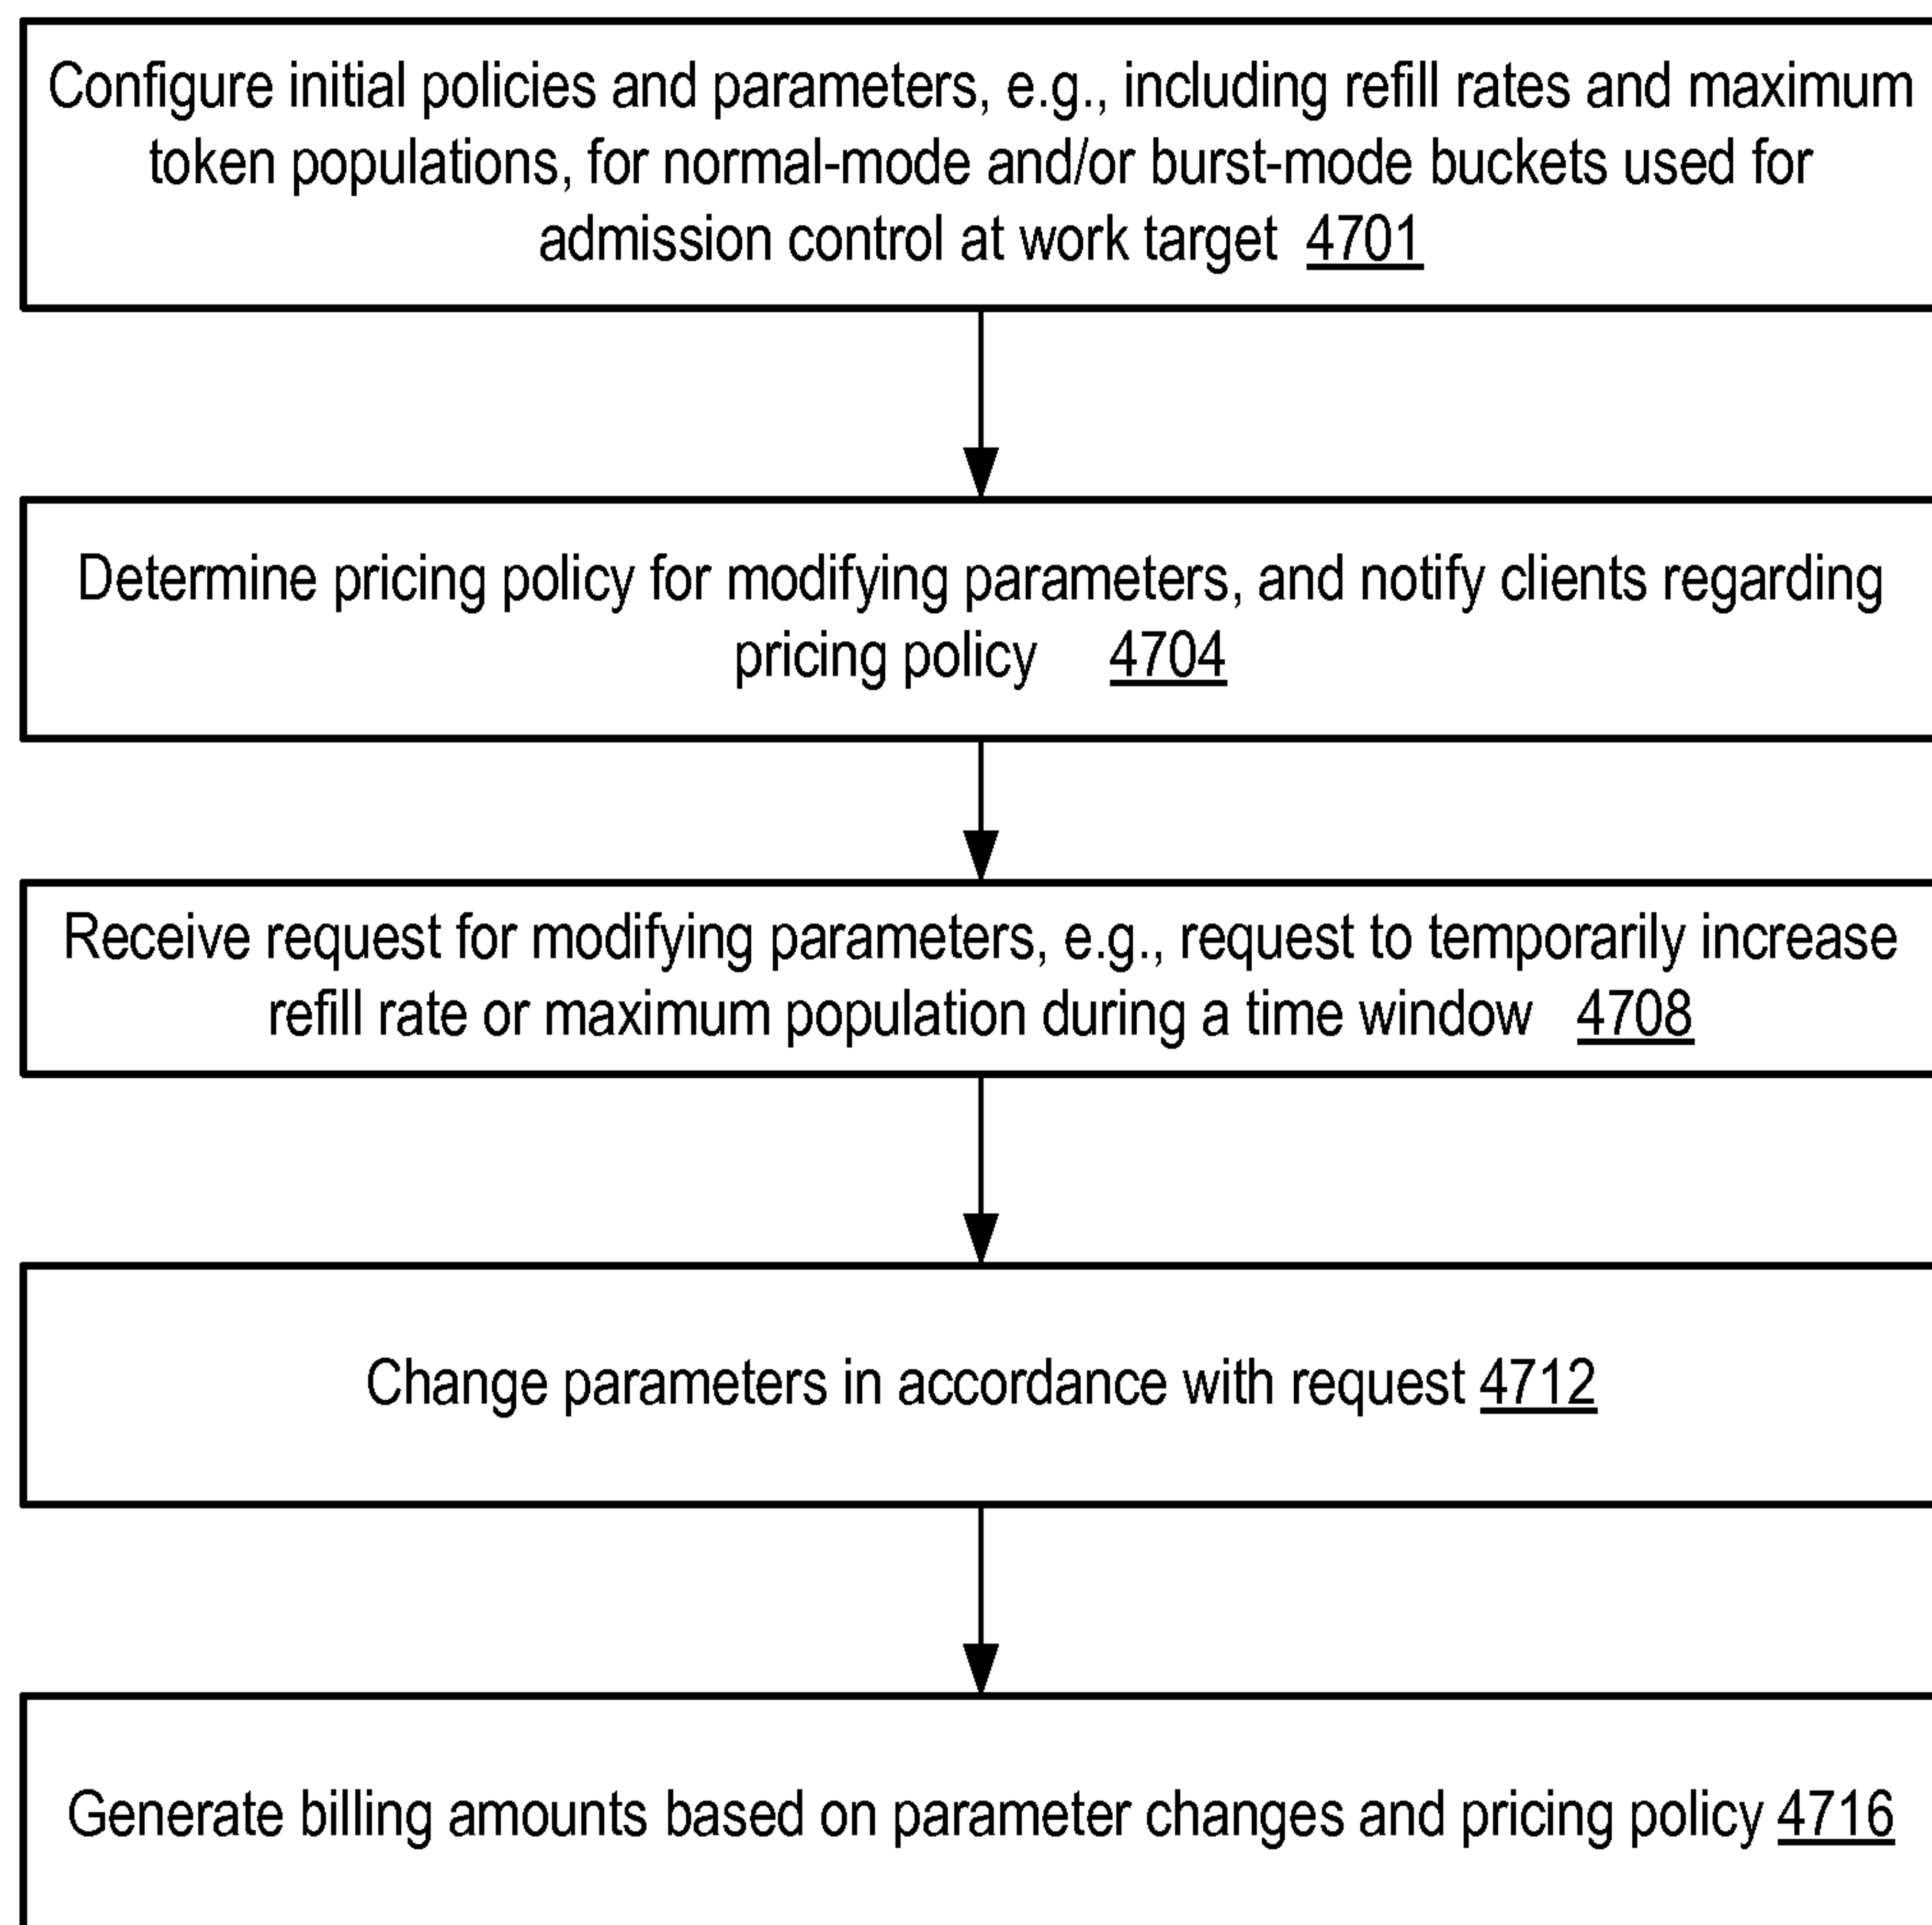 Configure initial policies and parameters, e.g., including refill rates and maximum
token populations, for normal-mode and/or burst-mode buckets used for
admission control at work target 4701
Determine pricing policy for modifying parameters, and notify clients regarding
pricing policy 4704
Receive request for modifying parameters, e.g., request to temporarily increase
refill rate or maximum population during a time window 4708
Change parameters in accordance with request 4712
Generate billing amounts based on parameter changes and pricing policy 4716